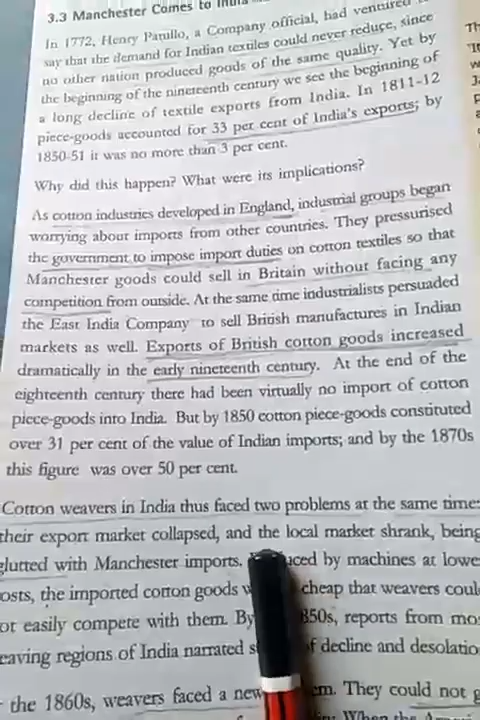 3.3 Manchester Comes to India
In 1772, Henry Patullo, a Company official, had ventured to
say that the demand for Indian textiles could never reduce, since
no other nation produced goods of the same quality. Yet by
the beginning of the nineteenth century we see the beginning of
a long decline of textile exports from India. In 1811-12
piece-goods accounted for 33 per cent of India's exports; by
1850-51 it was no more than 3 per cent.
Why did this happen? What were its implications?
As cotton industries developed in England, industrial groups began
worrying about imports from other countries. They pressurised
the government to impose import duties on cotton textiles so that
Manchester goods could sell in Britain without facing any
competition from outside. At the same time industrialists persuaded
the East India Company to sell British manufactures in Indian
markets as well. Exports of British cotton goods increased
dramatically in the early nineteenth century. At the end of the
eighteenth century there had been virtually no import of cotton
piece-goods into India. But by 1850 cotton piece-goods constituted
over 31 per cent of the value of Indian imports; and by the 1870s
this figure was over 50 per cent.
Cotton weavers in India thus faced two problems at the same time:
their export market collapsed, and the local market shrank, being
glutted with Manchester imports. uced by machines at lowe
osts, the imported cotton goods w cheap that weavers coul
ot easily compete with them. By 850s, reports from mos
eaving regions of India narrated s of decline and desolatio
the 1860s, weavers faced a new em. They could not g
When the